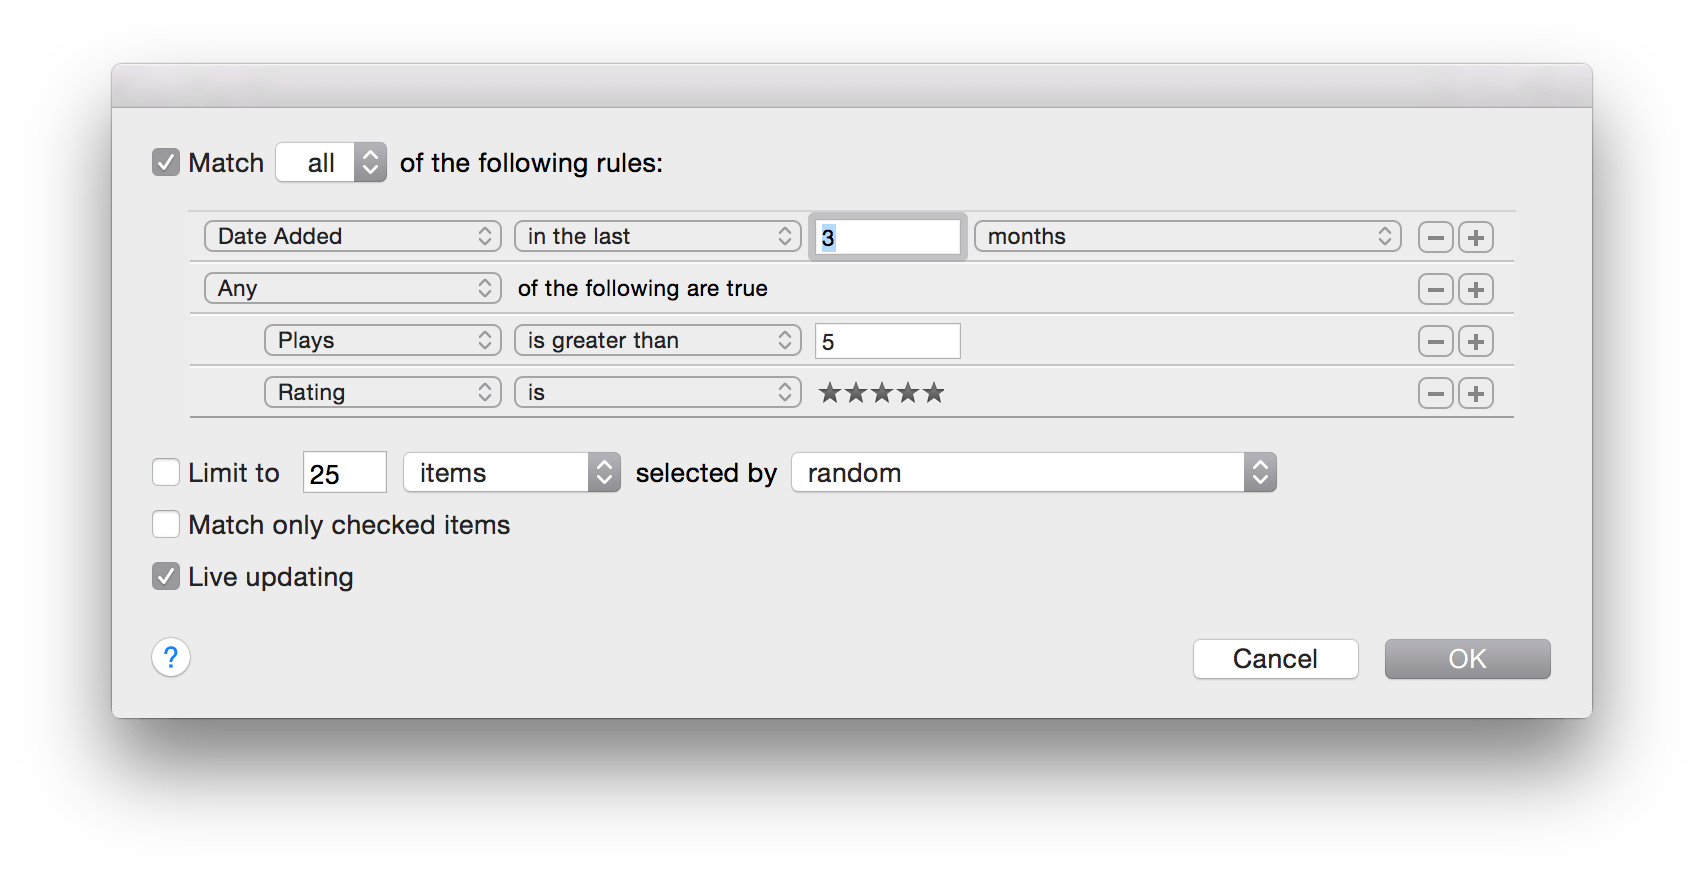 Match all of the following rules:
Date Added in the last 3 months
Any of the following are true
Plays is greater than 5
Rating is ★★★★★
Limit to 25 items selected by random
Match only checked items
Live updating
? Cancel OK